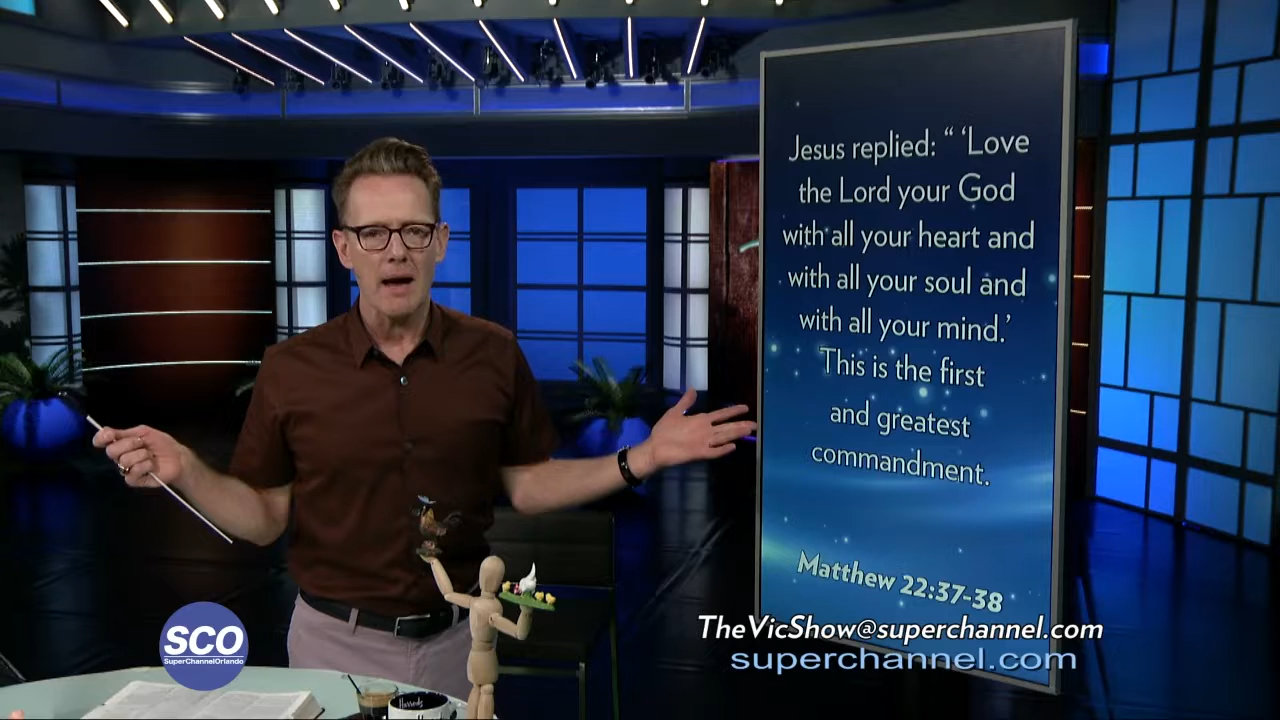 Jesus replied: “ ‘Love
the Lord your God
with all your heart and
with all your soul and
with all your mind.’
This is the first
and greatest
commandment.
Matthew 22:37-38
TheVicShow@superchannel.com
superchannel.com
SCO
SuperChannelOrlando
Harrods